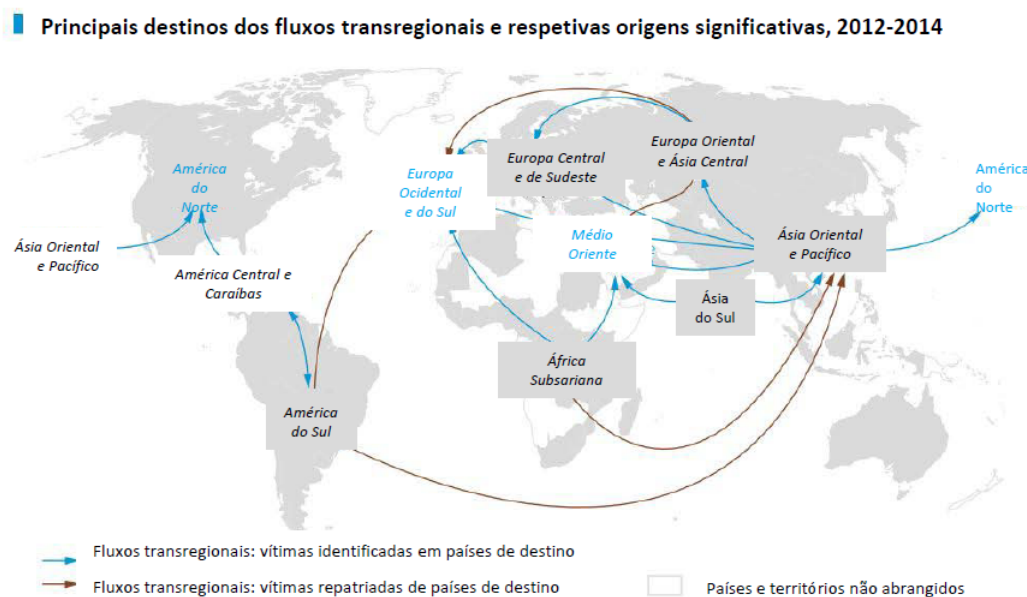 Principais destinos dos fluxos transregionais e respetivas origens significativas, 2012-2014
América
do
Norte
Europa
Ocidental
e do Sul
Europa Central
e de Sudeste
Europa Oriental
e Ásia Central
América
do
Norte
Ásia Oriental
e Pacífico
Médio
Oriente
Ásia Oriental
e Pacífico
América Central e
Caraíbas
Ásia
do Sul
África
Subsariana
América
do Sul
Fluxos transregionais: vítimas identificadas em países de destino
Fluxos transregionais: vítimas repatriadas de países de destino
Países e territórios não abrangidos